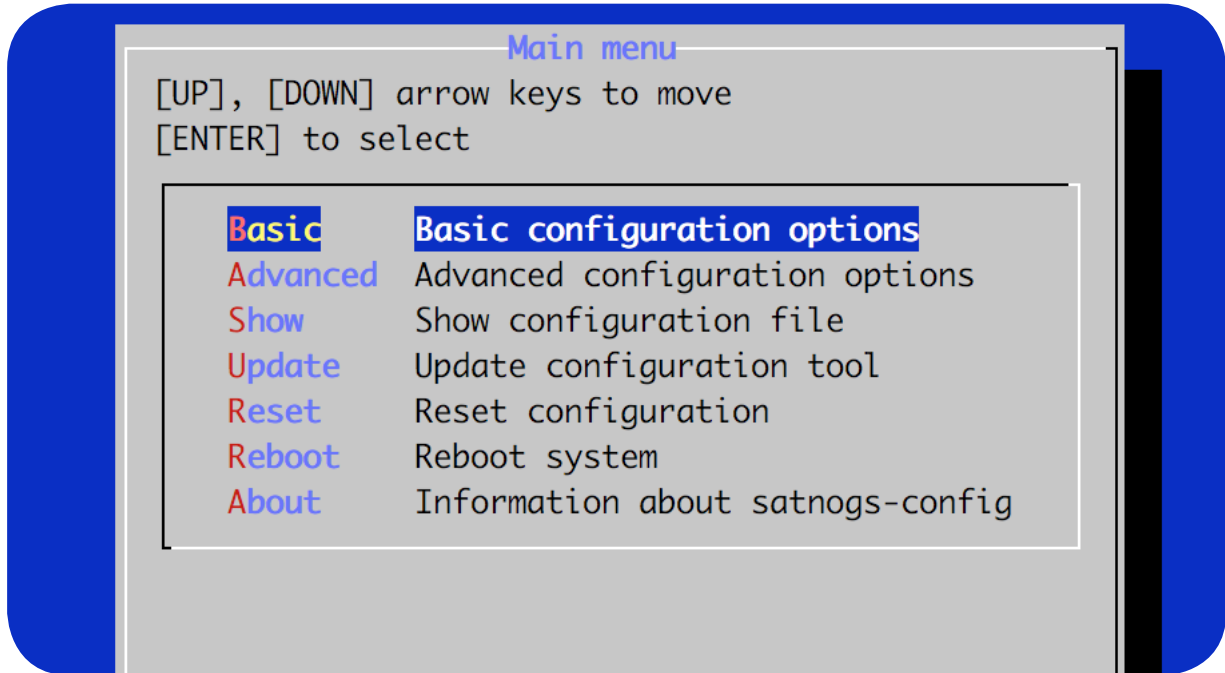 Main menu
[UP], [DOWN] arrow keys to move
[ENTER] to select
Basic Basic configuration options
Advanced Advanced configuration options
Show Show configuration file
Update Update configuration tool
Reset Reset configuration
Reboot Reboot system
About Information about satnogs-config